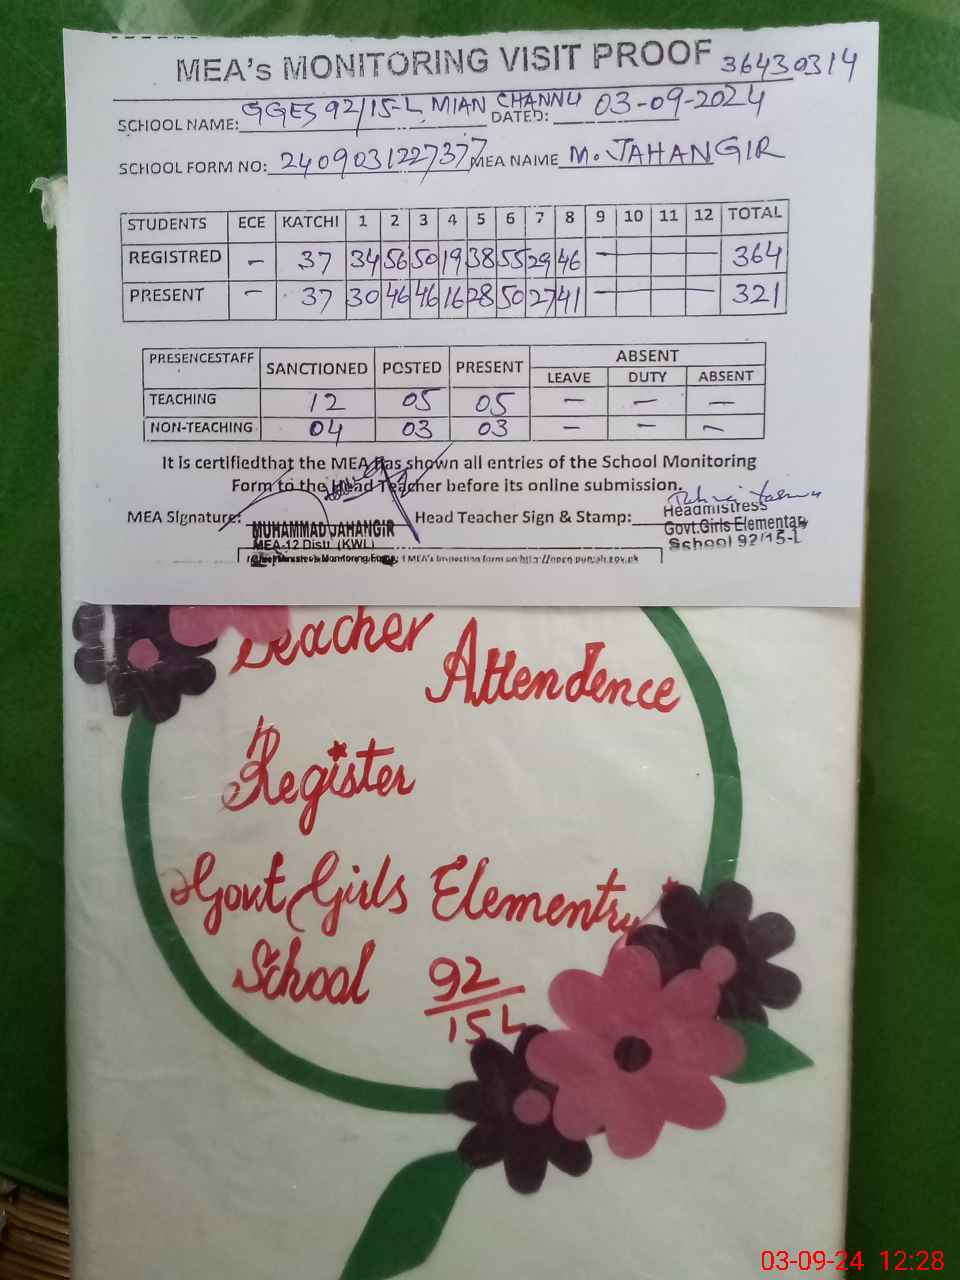 MEA's MONITORING VISIT PROOF 36430314
SCHOOL NAME: GGES 92/15-L MIAN CHANNU DATED: 03-09-2024
SCHOOL FORM NO: 2409031227377 MEA NAME M. JAHANGIR
STUDENTS ECE KATCHI 1 2 3 4 5 6 7 8 9 10 11 12 TOTAL
REGISTRED - 37 34 56 50 19 38 55 29 46 - 364
PRESENT - 37 30 46 46 16 28 50 27 41 - 321
PRESENCESTAFF SANCTIONED POSTED PRESENT ABSENT
LEAVE DUTY ABSENT
TEACHING 12 05 05 - - -
NON-TEACHING 04 03 03 - - -
It is certifiedthat the MEA has shown all entries of the School Monitoring
Form to the Head Teacher before its online submission.
MEA Signature: Head Teacher Sign & Stamp:
MUHAMMAD JAHANGIR
MEA-12 Distt (KWL)
Headmistress
Govt.Girls Elementary
School 92/15-L
Teacher Attendence
Register
Govt Girls Elementry
School 92/15 L
03-09-24 12:28